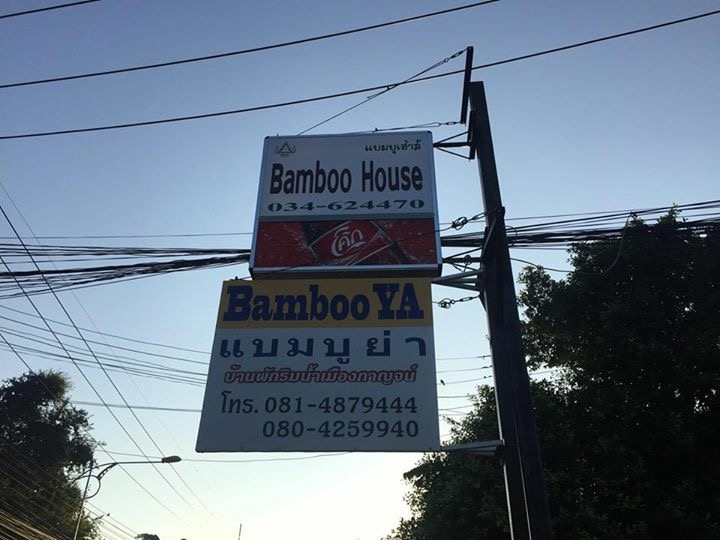 แบมบูเฮ้าส์
Bamboo House
034-624470
โค้ก
Bamboo YA
แบมบูย่า
บ้านพักริมน้ำเมืองกาญจน์
โทร. 081-4879444
080-4259940